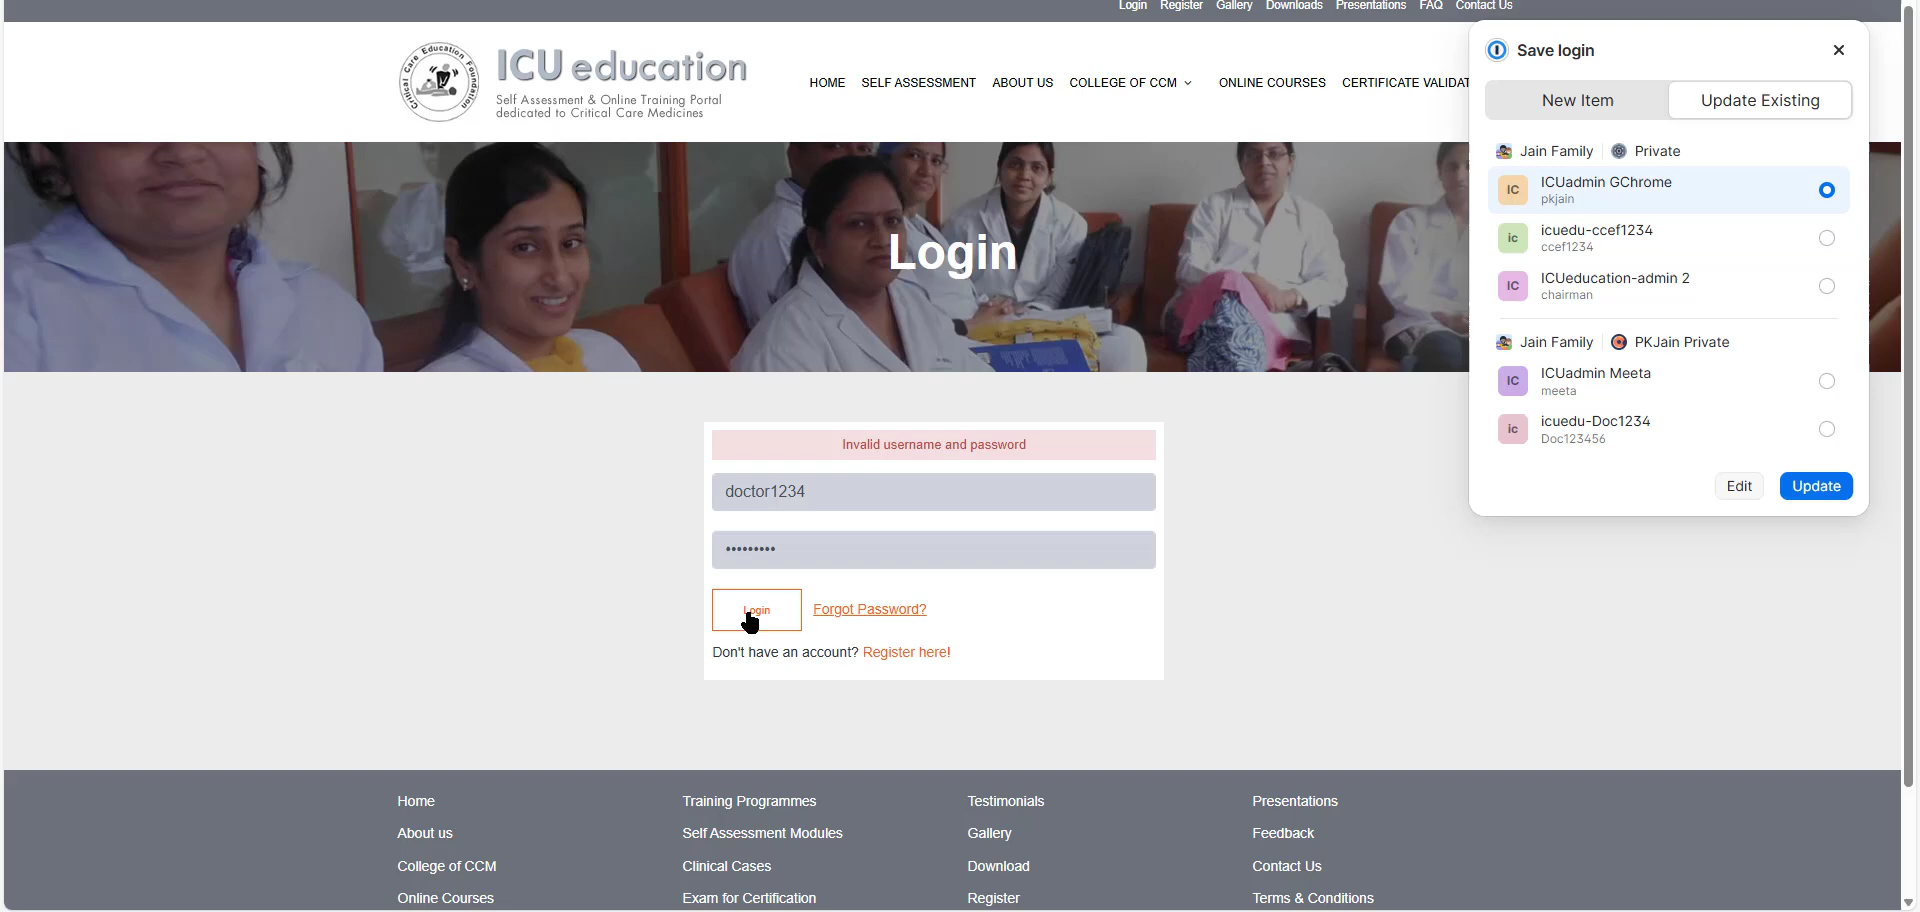 Login Register Gallery Downloads Presentations FAQ Contact Us
Critical Care Education Foundation
ICU education
Self Assessment & Online Training Portal
dedicated to Critical Care Medicines
HOME SELF ASSESSMENT ABOUT US COLLEGE OF CCM ONLINE COURSES CERTIFICATE VALIDAT
Login
Invalid username and password
doctor1234
•••••••••
Login Forgot Password?
Don't have an account? Register here!
Save login
New Item Update Existing
Jain Family Private
IC ICUadmin GChrome
pkjain
ic icuedu-ccef1234
ccef1234
IC ICUeducation-admin 2
chairman
Jain Family PKJain Private
IC ICUadmin Meeta
meeta
ic icuedu-Doc1234
Doc123456
Edit Update
Home Training Programmes Testimonials Presentations
About us Self Assessment Modules Gallery Feedback
College of CCM Clinical Cases Download Contact Us
Online Courses Exam for Certification Register Terms & Conditions